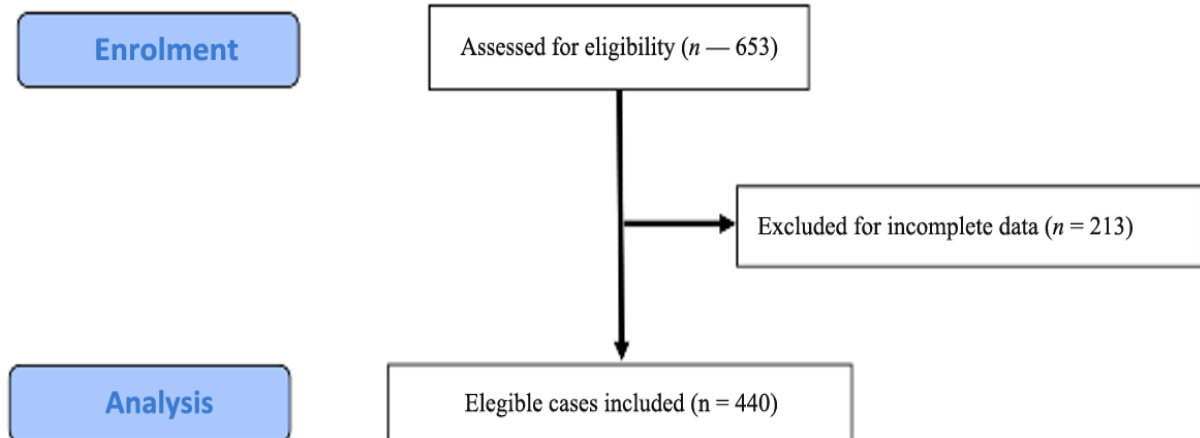 Enrolment
Assessed for eligibility (n — 653)
Excluded for incomplete data (n = 213)
Analysis
Elegible cases included (n = 440)